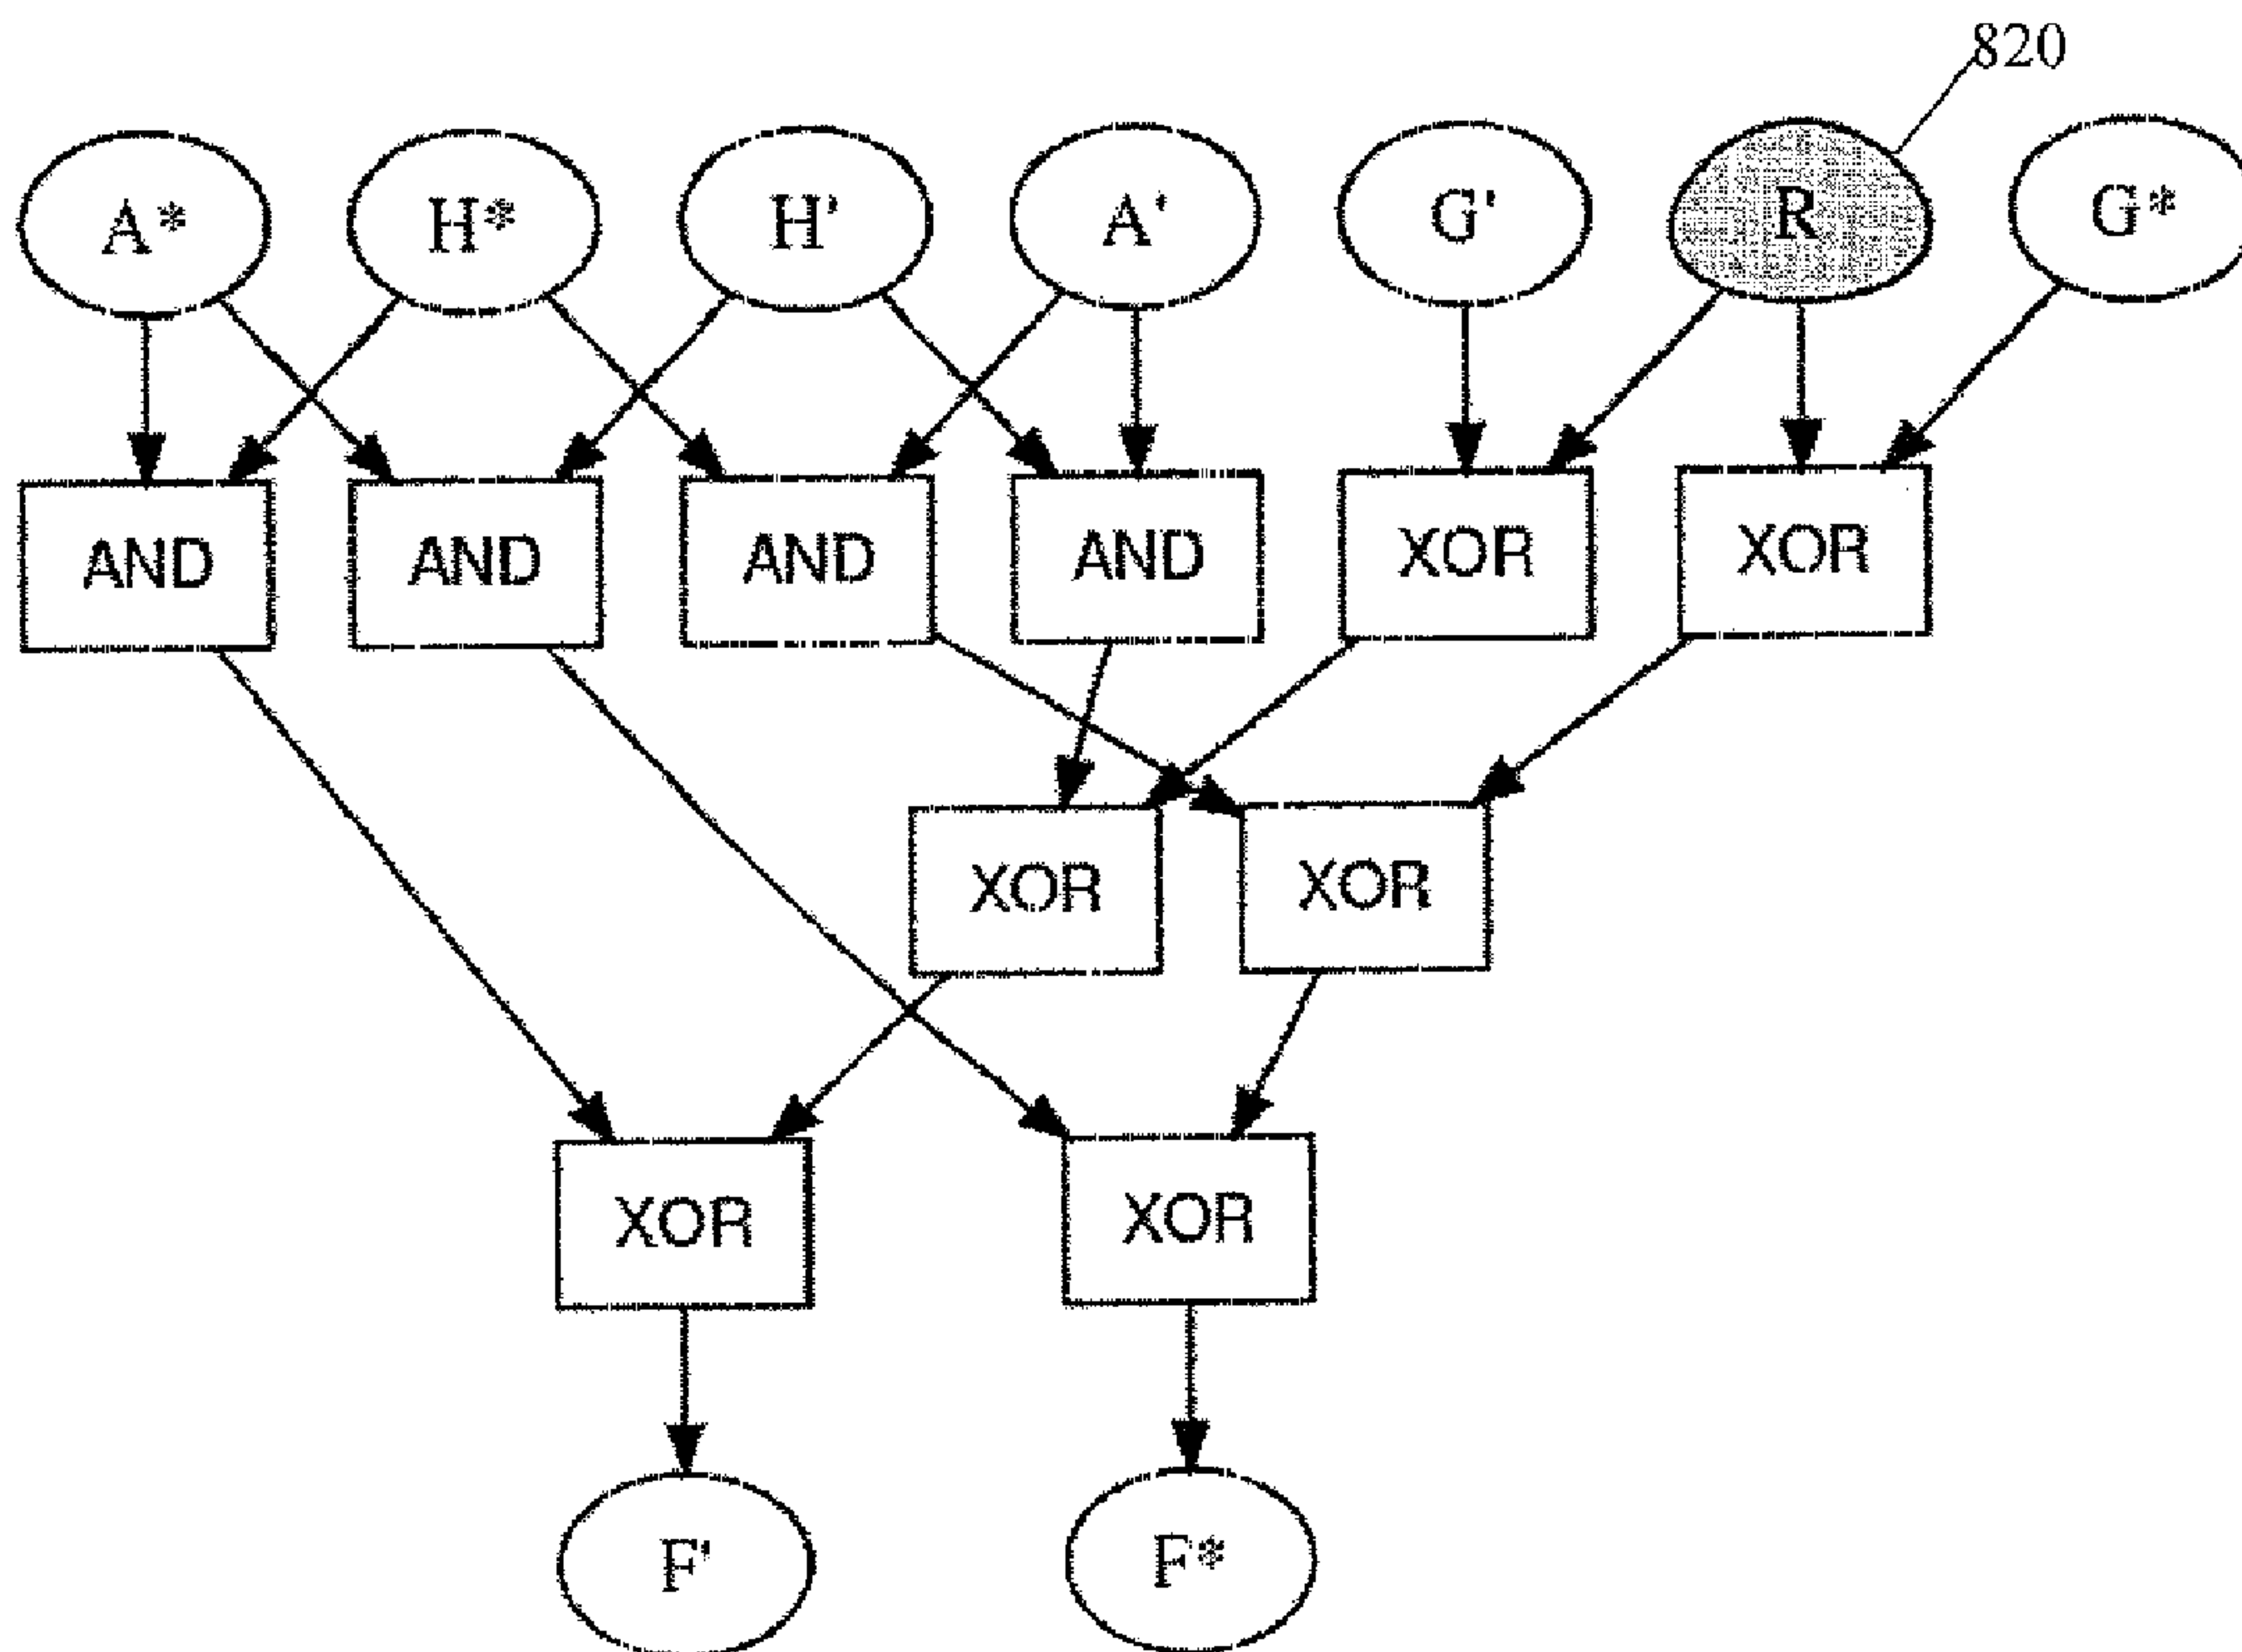 820
A* H* H' A' G' R G*
AND AND AND AND XOR XOR
XOR XOR
XOR XOR
F' F*